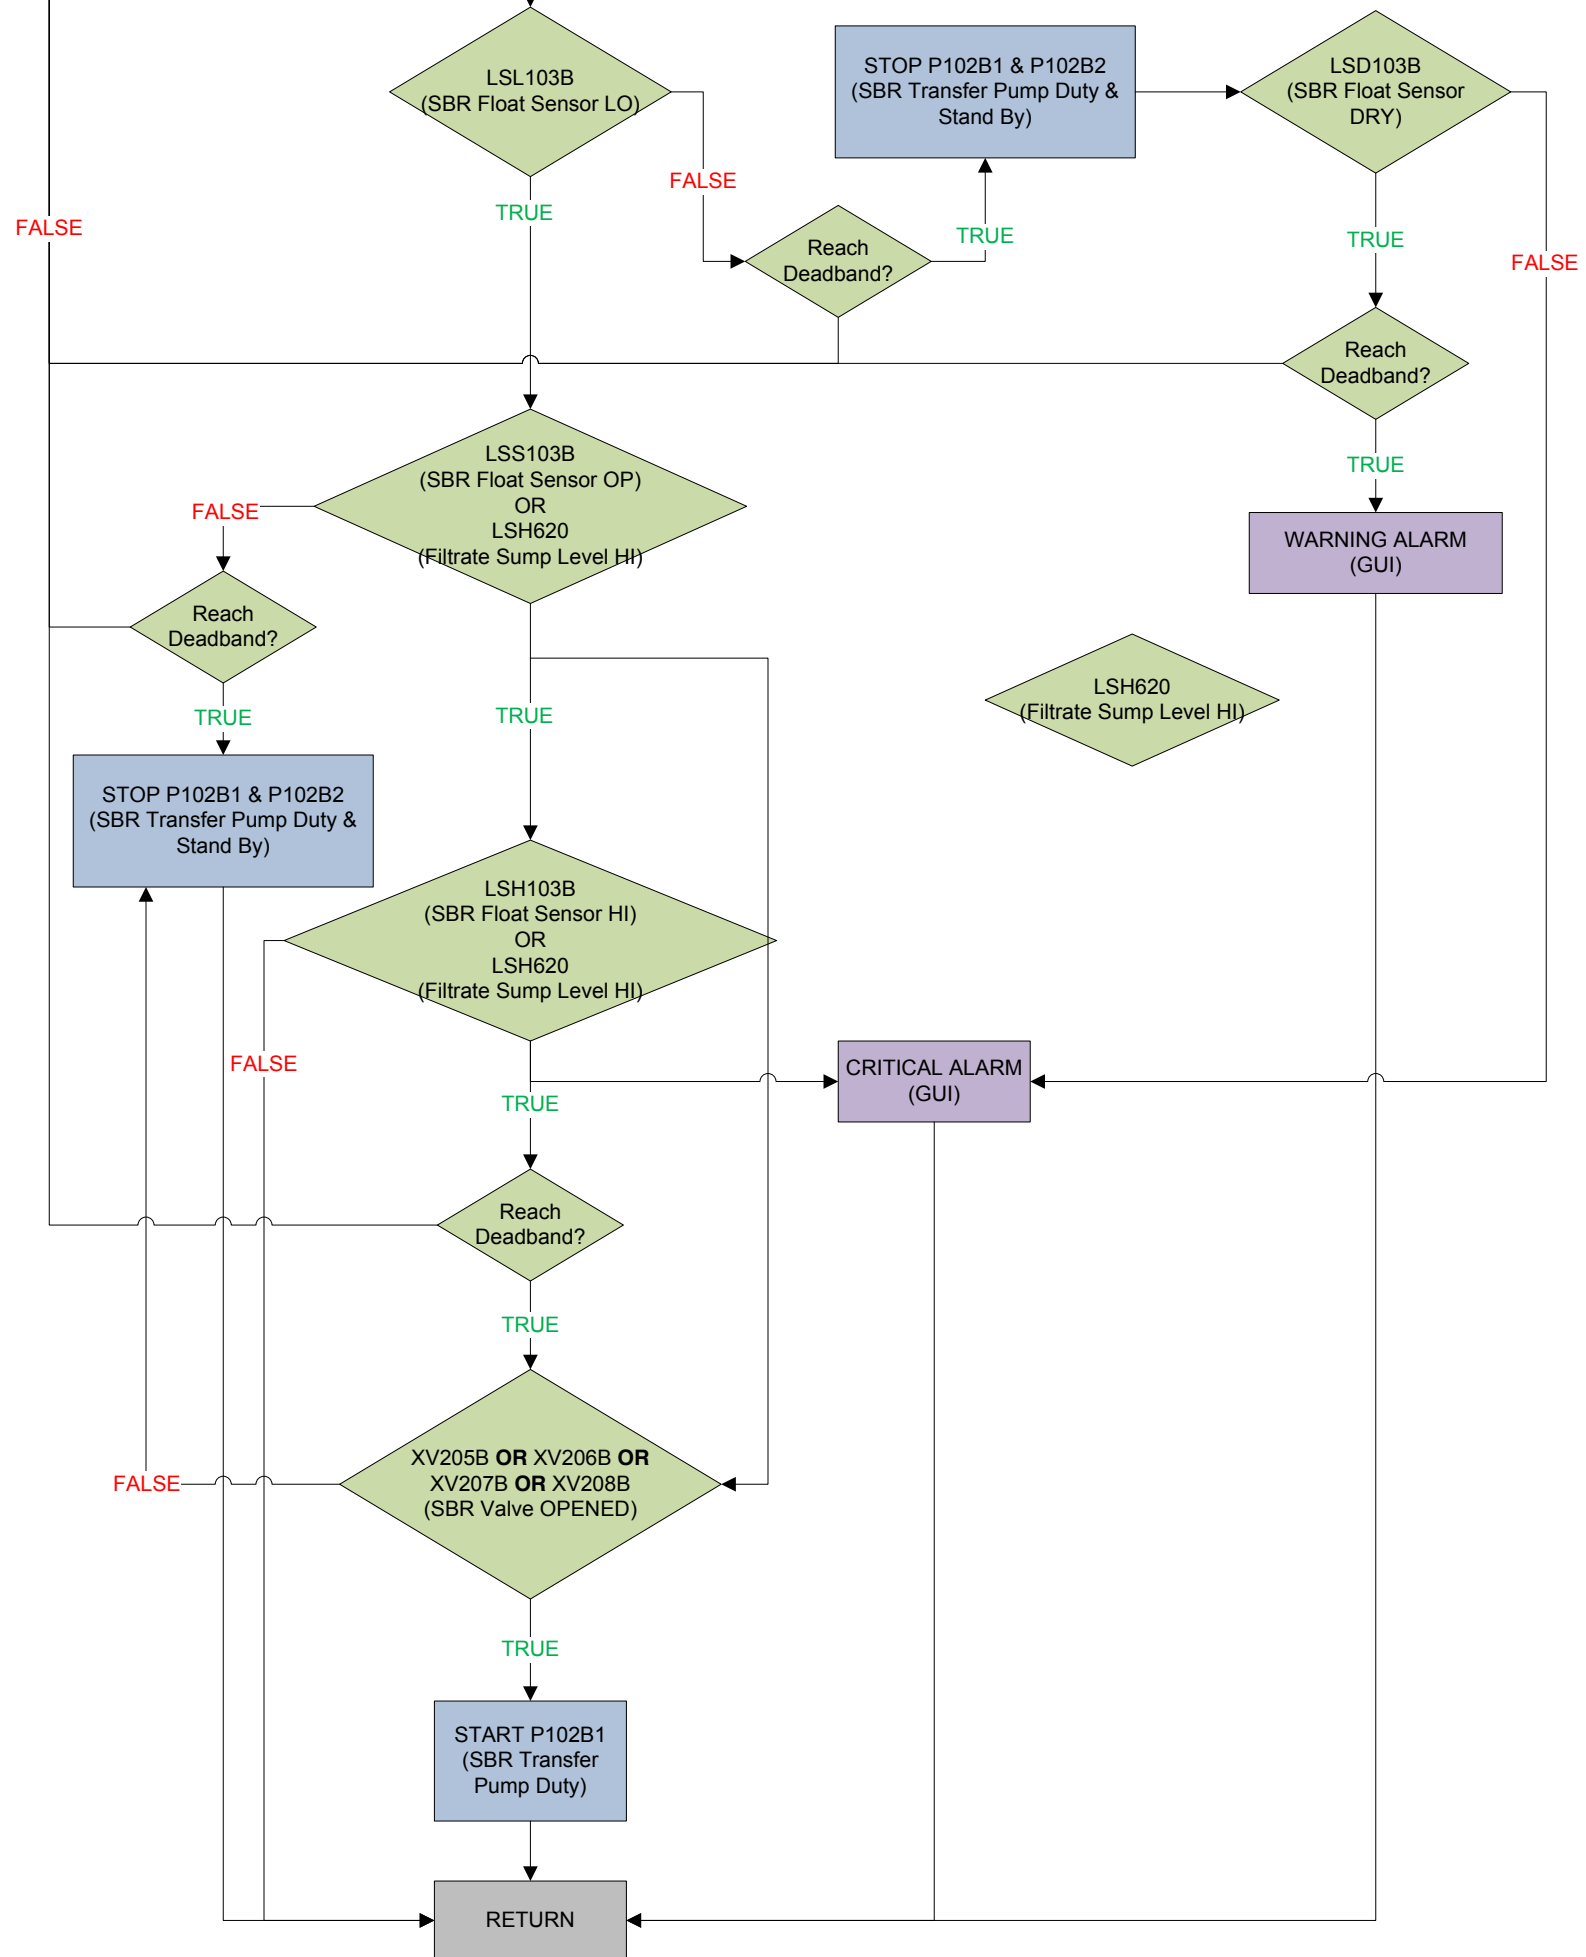 LSL103B
(SBR Float Sensor LO)
STOP P102B1 & P102B2
(SBR Transfer Pump Duty &
Stand By)
LSD103B
(SBR Float Sensor
DRY)
FALSE
TRUE
FALSE
Reach
Deadband?
TRUE
TRUE
FALSE
Reach
Deadband?
LSS103B
(SBR Float Sensor OP)
OR
LSH620
(Filtrate Sump Level HI)
FALSE
TRUE
WARNING ALARM
(GUI)
Reach
Deadband?
LSH620
(Filtrate Sump Level HI)
TRUE
TRUE
STOP P102B1 & P102B2
(SBR Transfer Pump Duty &
Stand By)
LSH103B
(SBR Float Sensor HI)
OR
LSH620
(Filtrate Sump Level HI)
FALSE
CRITICAL ALARM
(GUI)
TRUE
Reach
Deadband?
TRUE
XV205B OR XV206B OR
XV207B OR XV208B
(SBR Valve OPENED)
FALSE
TRUE
START P102B1
(SBR Transfer
Pump Duty)
RETURN